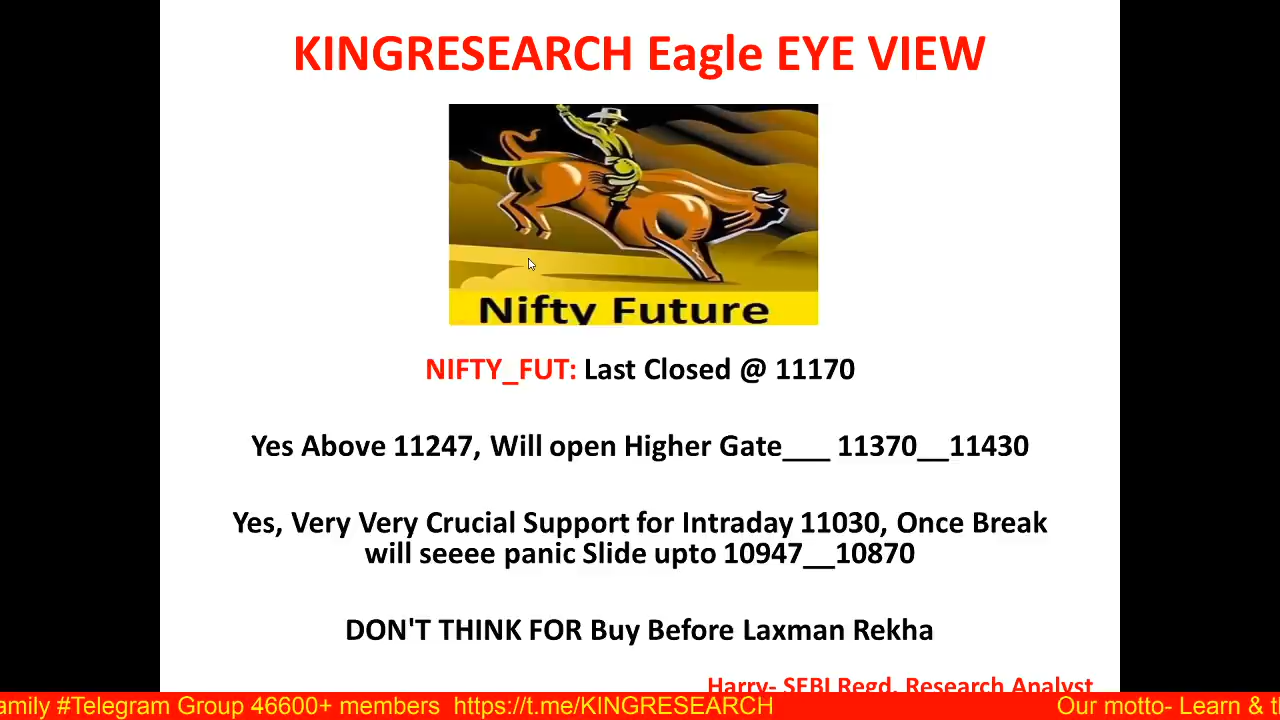 KINGRESEARCH Eagle EYE VIEW
Nifty Future
NIFTY_FUT: Last Closed @ 11170
Yes Above 11247, Will open Higher Gate___ 11370__11430
Yes, Very Very Crucial Support for Intraday 11030, Once Break
will seeee panic Slide upto 10947__10870
DON'T THINK FOR Buy Before Laxman Rekha
Harry- SEBI Regd. Research Analyst
amily #Telegram Group 46600+ members https://t.me/KINGRESEARCH Our motto- Learn & t